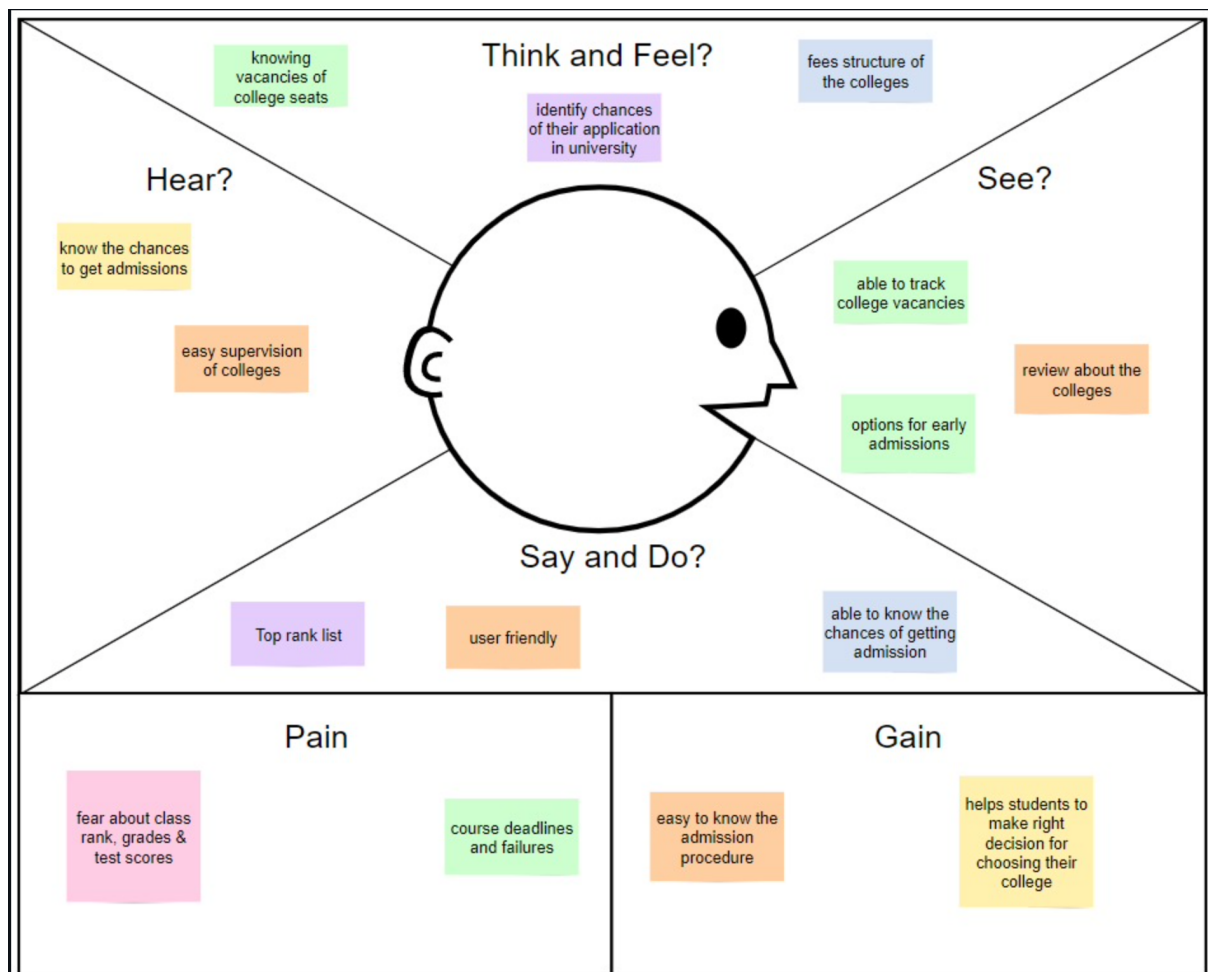 Think and Feel?
knowing
vacancies of
college seats
identify chances
of their application
in university
fees structure of
the colleges
Hear?
know the chances
to get admissions
easy supervision
of colleges
See?
able to track
college vacancies
review about the
colleges
options for early
admissions
Say and Do?
Top rank list
user friendly
able to know the
chances of getting
admission
Pain
fear about class
rank, grades &
test scores
course deadlines
and failures
Gain
easy to know the
admission
procedure
helps students to
make right
decision for
choosing their
college